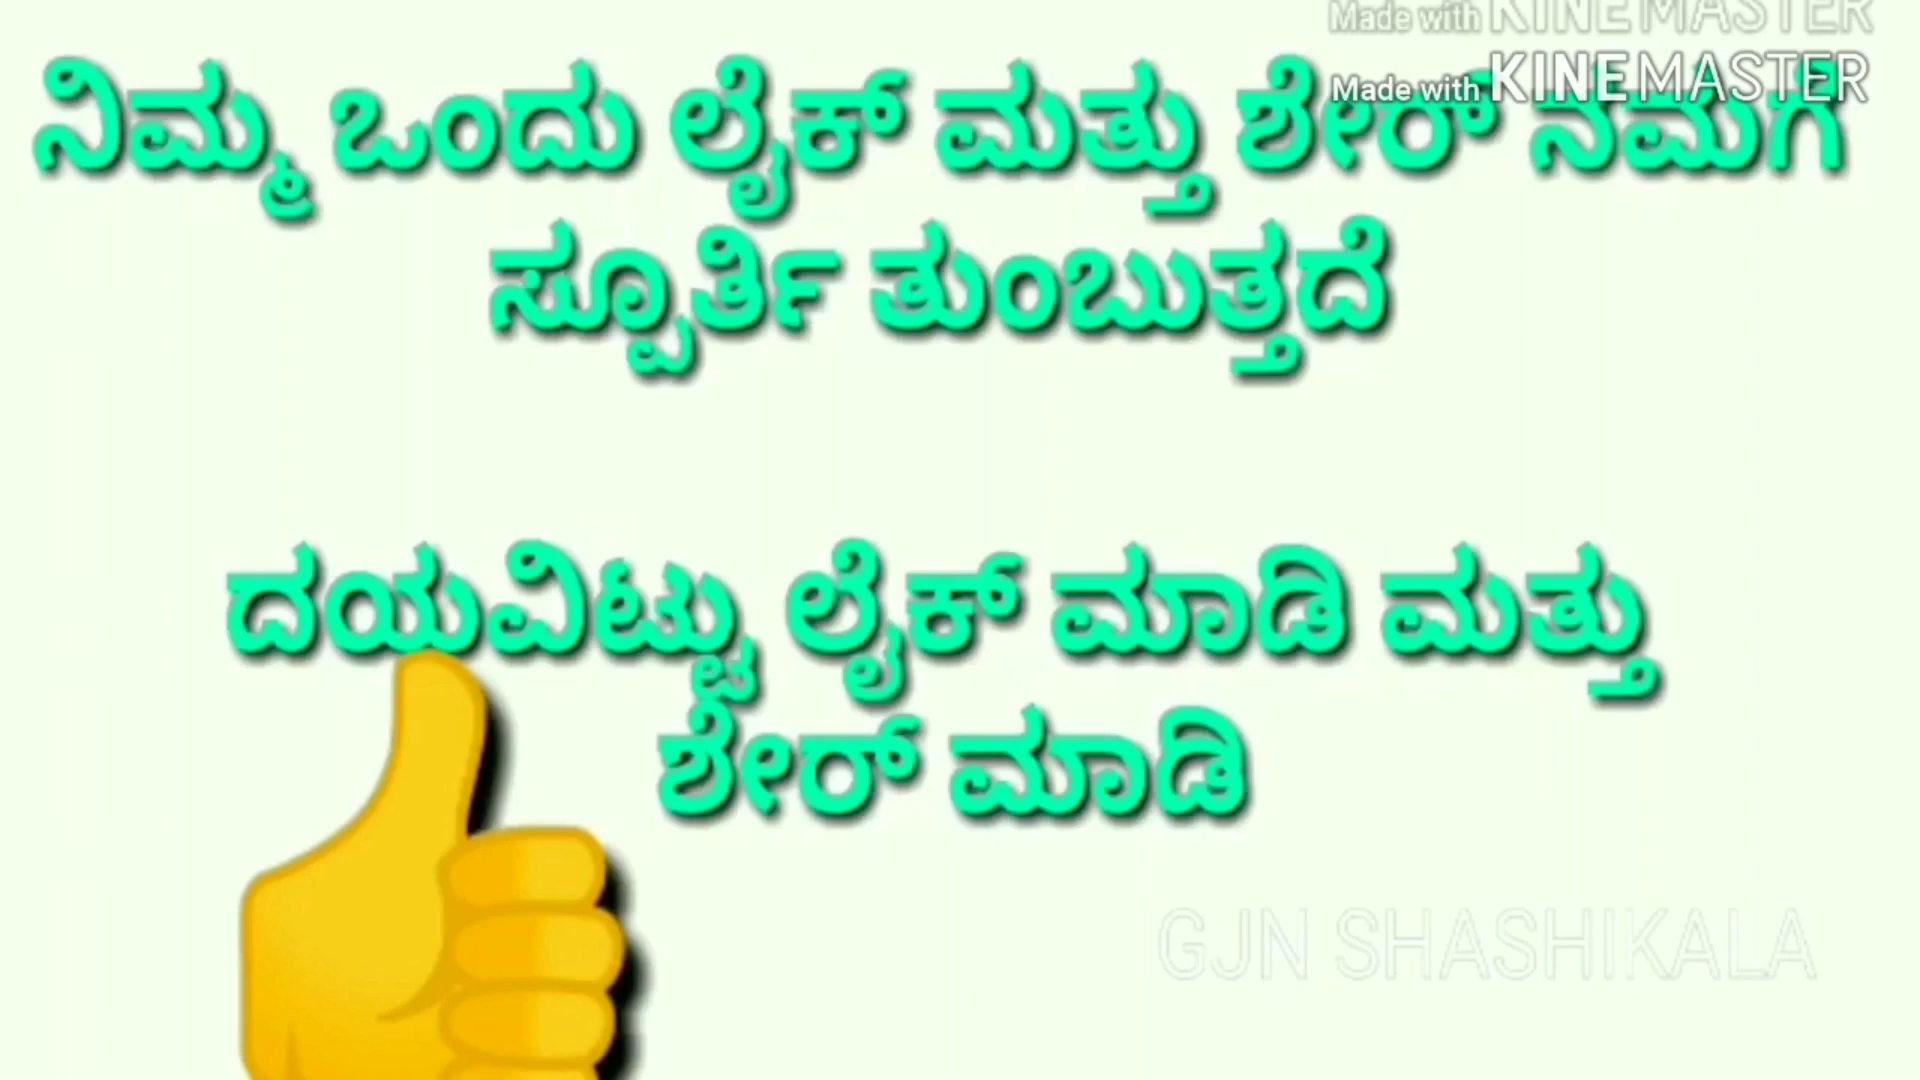 Made with KINEMASTER
Made with KINEMASTER
ನಿಮ್ಮ ಒಂದು ಲೈಕ್ ಮತ್ತು ಶೇರ್ ನಮಗೆ
ಸ್ಪೂರ್ತಿ ತುಂಬುತ್ತದೆ
ದಯವಿಟ್ಟು ಲೈಕ್ ಮಾಡಿ ಮತ್ತು
ಶೇರ್ ಮಾಡಿ
GJN SHASHIKALA